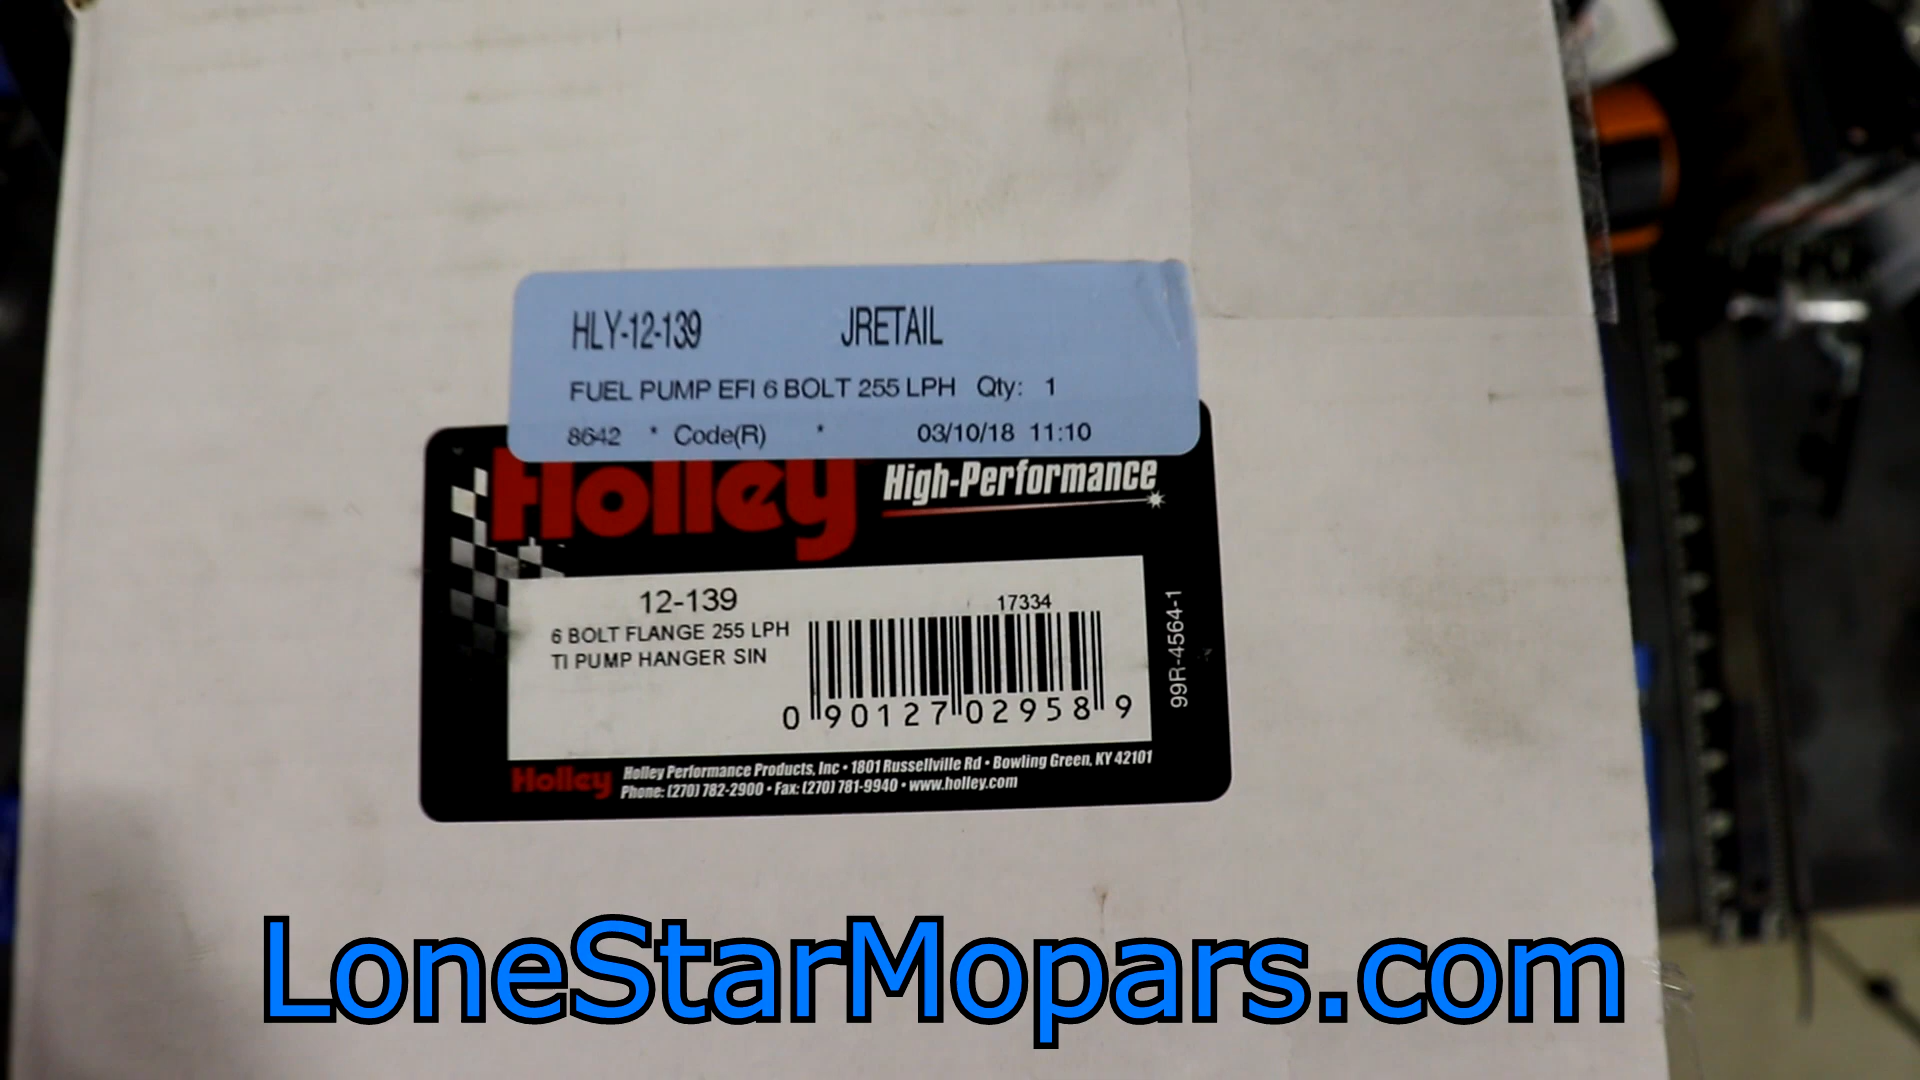 HLY-12-139 JRETAIL
FUEL PUMP EFI 6 BOLT 255 LPH Qty: 1
8642 * Code(R) * 03/10/18 11:10
Holley High-Performance
12-139
17334
6 BOLT FLANGE 255 LPH
TI PUMP HANGER SIN
0 90127 02958 9
99R-4564-1
Holley
Holley Performance Products, Inc • 1801 Russellville Rd • Bowling Green, KY 42101
Phone: (270) 782-2900 • Fax: (270) 781-9940 • www.holley.com
LoneStarMopars.com